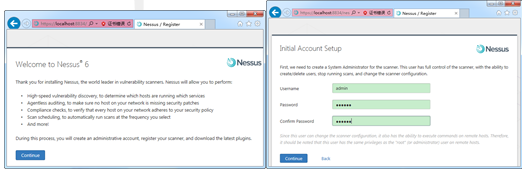 https://localhost:8834/
证书错误
Nessus / Register
Nessus
Welcome to Nessus® 6
Thank you for installing Nessus, the world leader in vulnerability scanners. Nessus will allow you to perform:
High-speed vulnerability discovery, to determine which hosts are running which services
Agentless auditing, to make sure no host on your network is missing security patches
Compliance checks, to verify that every host on your network adheres to your security policy
Scan scheduling, to automatically run scans at the frequency you select
And more!
During this process, you will create an administrative account, register your scanner, and download the latest plugins.
Continue
证书错误
Nessus / Register
Initial Account Setup
Nessus
First, we need to create a System Administrator for the scanner. This user has full control of the scanner, with the ability to
create/delete users, stop running scans, and change the scanner configuration.
Username
admin
Password
••••••
Confirm Password
••••••
Since this user can change the scanner configuration, it also has the ability to execute commands on remote hosts. Therefore,
it should be noted that this user has the same privileges as the "root" (or administrator) user on remote hosts.
Continue
Back